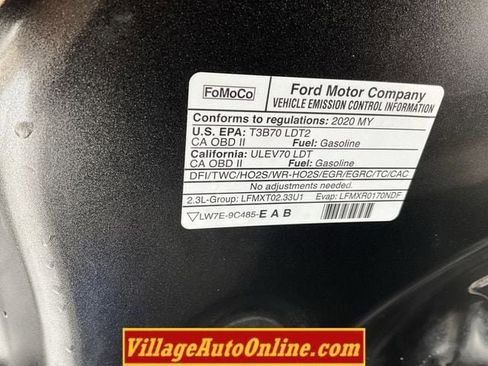 FoMoCo
Ford Motor Company
VEHICLE EMISSION CONTROL INFORMATION
Conforms to regulations: 2020 MY
U.S. EPA: T3B70 LDT2
CA OBD II Fuel: Gasoline
California: ULEV70 LDT
CA OBD II Fuel: Gasoline
DFI/TWC/HO2S/WR-HO2S/EGR/EGRC/TC/CAC
No adjustments needed.
2.3L-Group: LFMXT02.33U1 Evap: LFMXR0170NDF
LW7E-9C485-E A B
VillageAutoOnline.com